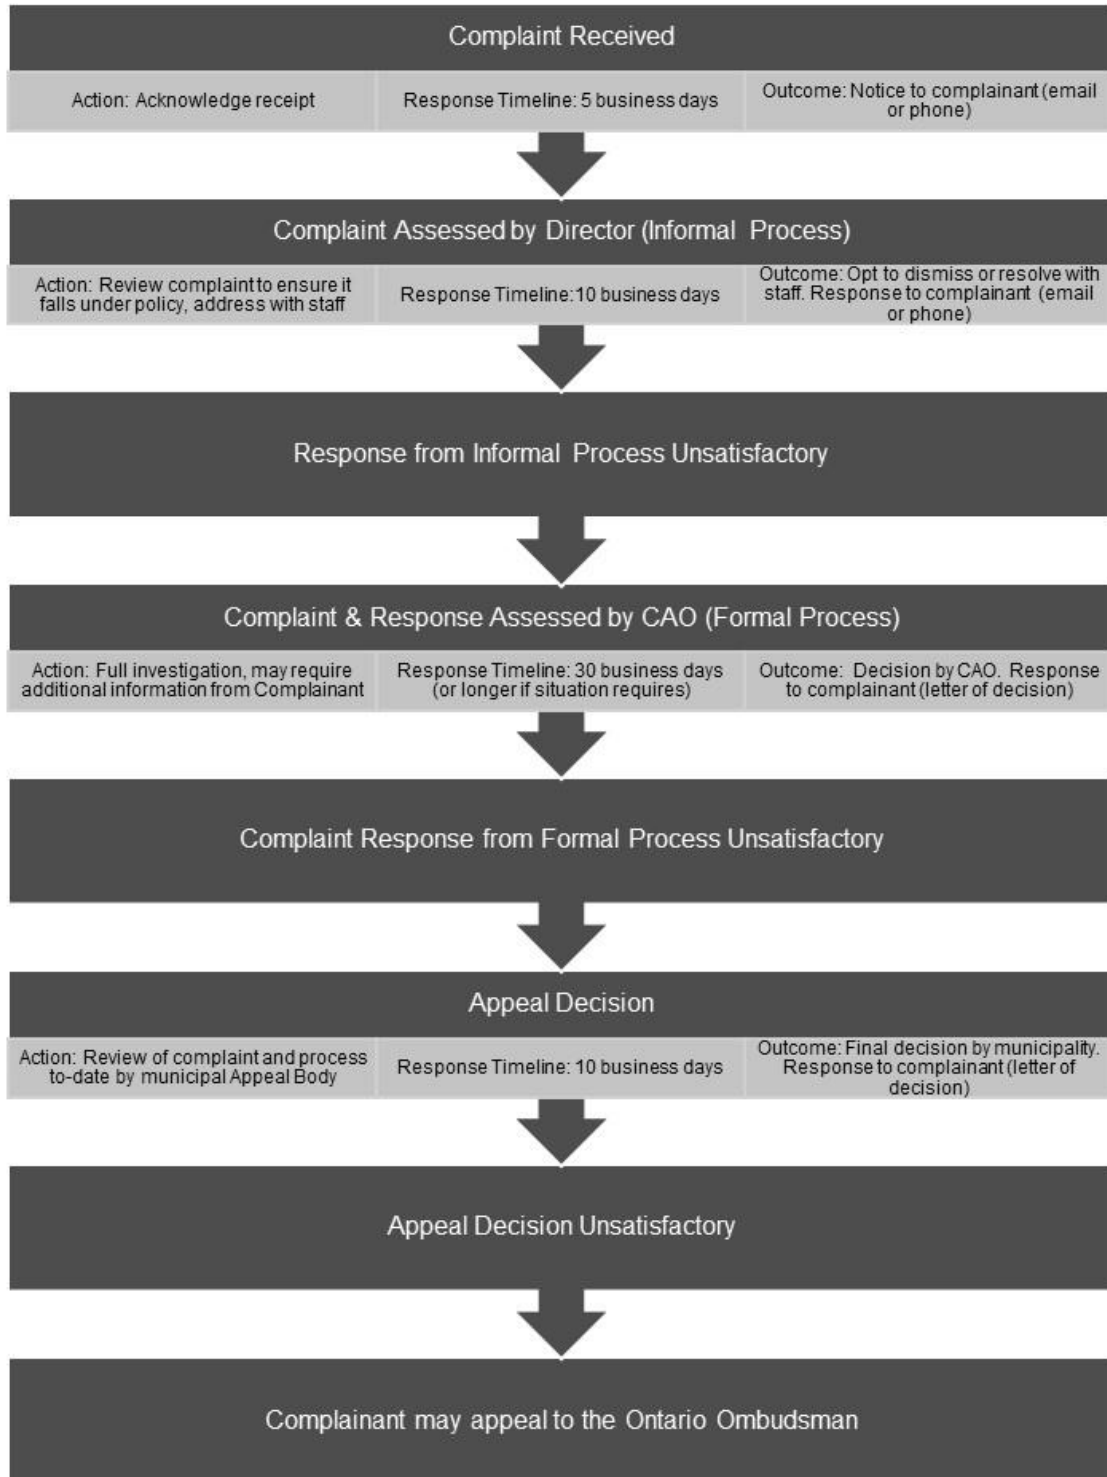 Complaint Received
Action: Acknowledge receipt
Response Timeline: 5 business days
Outcome: Notice to complainant (email
or phone)
Complaint Assessed by Director (Informal Process)
Action: Review complaint to ensure it
falls under policy, address with staff
Response Timeline: 10 business days
Outcome: Opt to dismiss or resolve with
staff. Response to complainant (email
or phone)
Response from Informal Process Unsatisfactory
Complaint & Response Assessed by CAO (Formal Process)
Action: Full investigation, may require
additional information from Complainant
Response Timeline: 30 business days
(or longer if situation requires)
Outcome: Decision by CAO. Response
to complainant (letter of decision)
Complaint Response from Formal Process Unsatisfactory
Appeal Decision
Action: Review of complaint and process
to-date by municipal Appeal Body
Response Timeline: 10 business days
Outcome: Final decision by municipality.
Response to complainant (letter of
decision)
Appeal Decision Unsatisfactory
Complainant may appeal to the Ontario Ombudsman